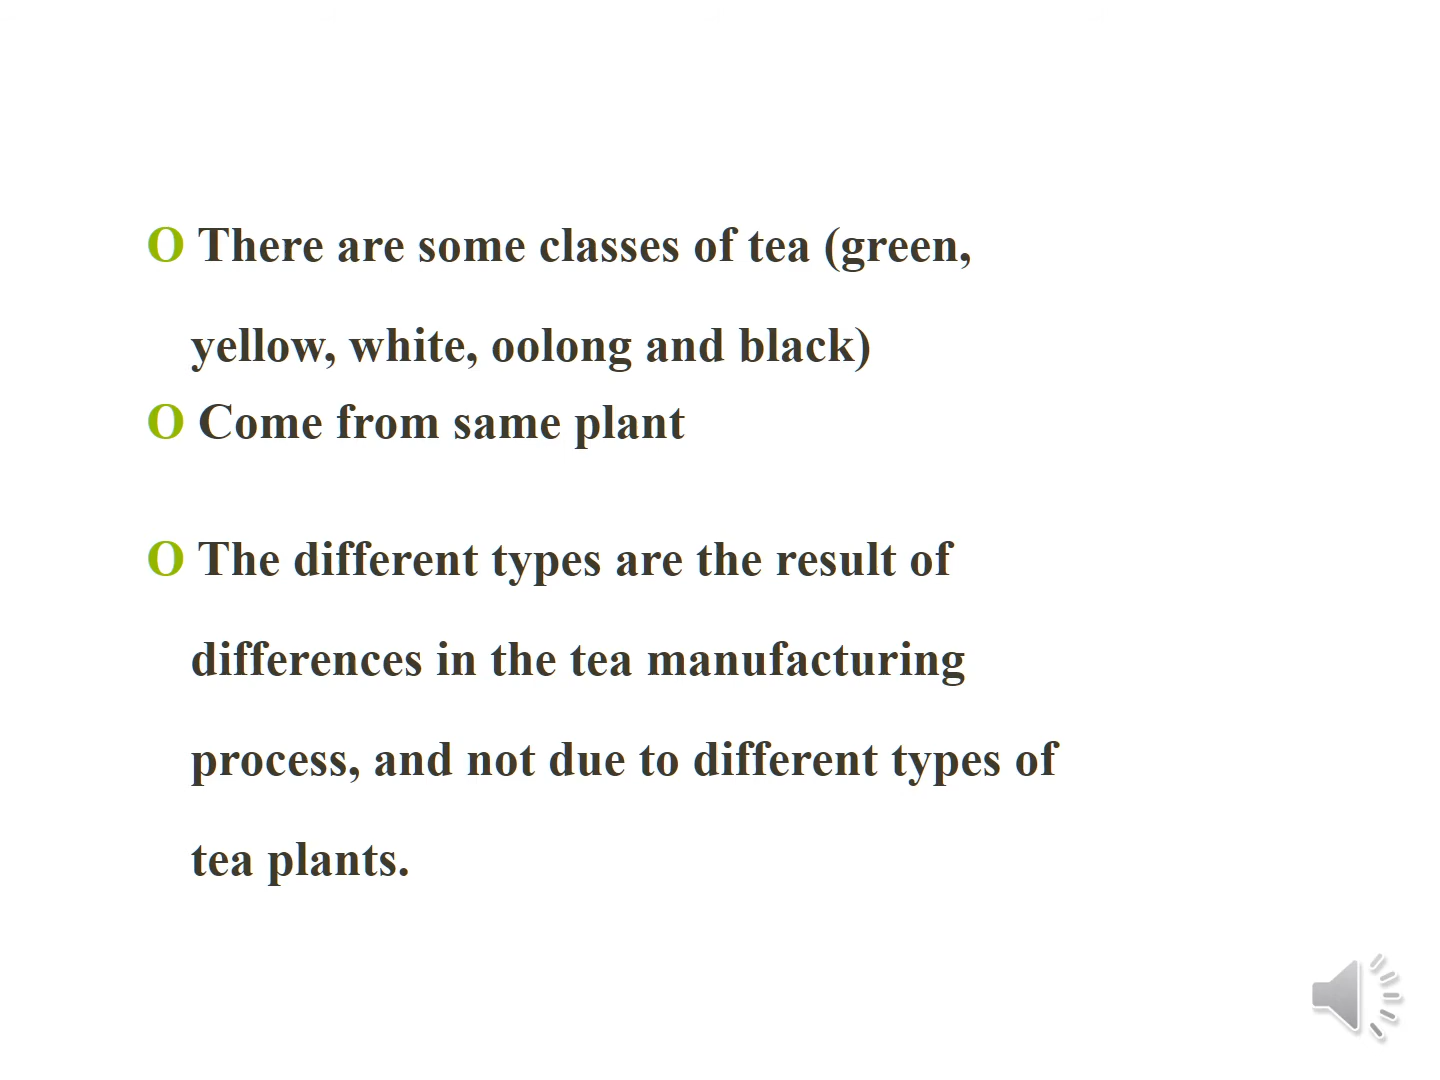 O There are some classes of tea (green,
yellow, white, oolong and black)
O Come from same plant
O The different types are the result of
differences in the tea manufacturing
process, and not due to different types of
tea plants.